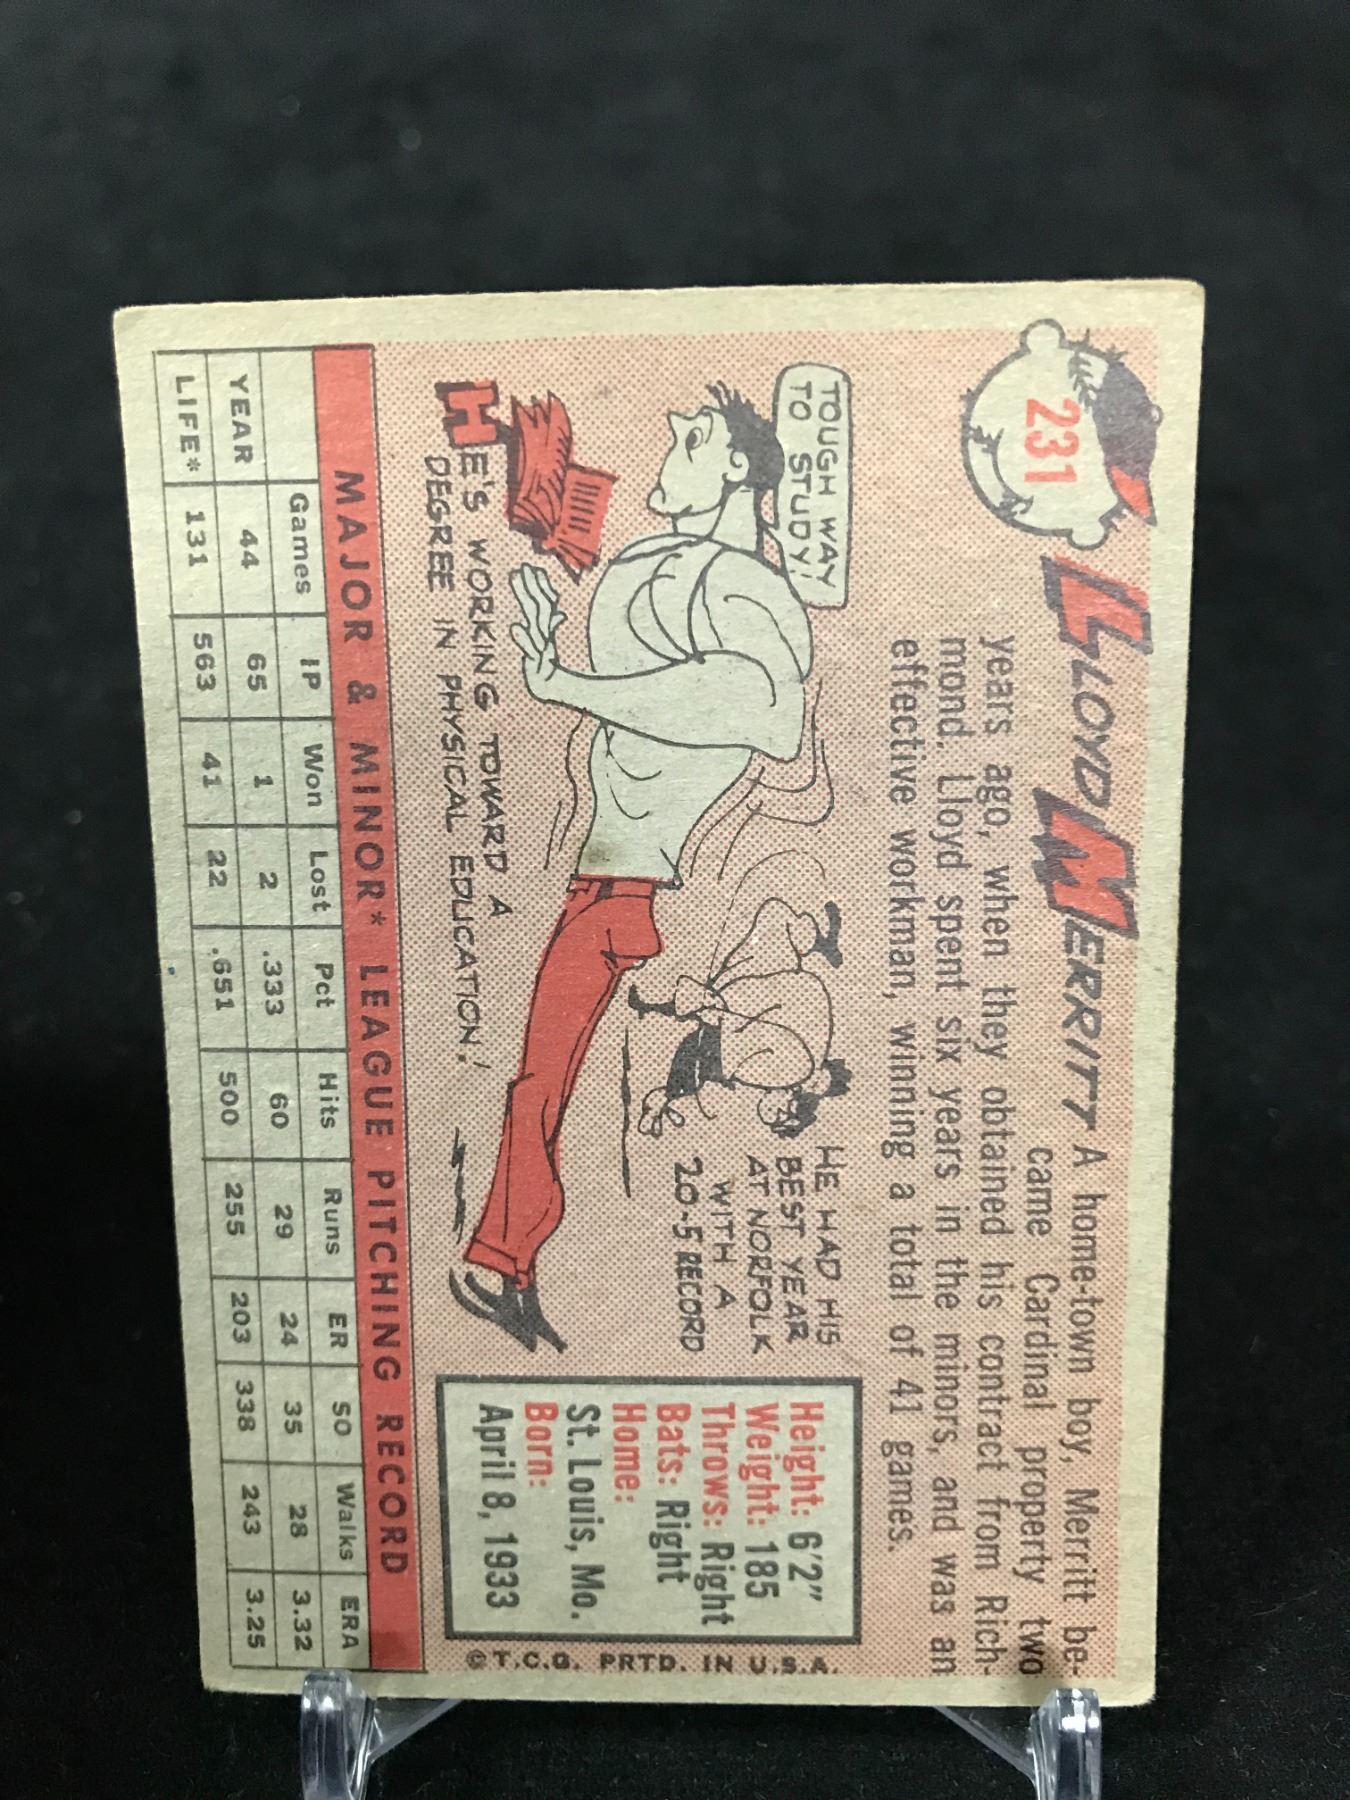 231
LLOYD MERRITT A home-town boy, Merritt be-
came Cardinal property two
years ago, when they obtained his contract from Rich-
mond. Lloyd spent six years in the minors, and was an
effective workman, winning a total of 41 games.
TOUGH WAY
TO STUDY!
HE HAD HIS
BEST YEAR
AT NORFOLK
WITH A
20-5 RECORD
HE'S WORKING TOWARD A
DEGREE IN PHYSICAL EDUCATION!
Height: 6'2"
Weight: 185
Throws: Right
Bats: Right
Home:
St. Louis, Mo.
Born:
April 8, 1933
©T.C.G. PRTD. IN U.S.A.
MAJOR & MINOR* LEAGUE PITCHING RECORD
Games IP Won Lost Pct Hits Runs ER SO Walks ERA
YEAR 44 65 1 2 .333 60 29 24 35 28 3.32
LIFE* 131 563 41 22 .651 500 255 203 338 243 3.25